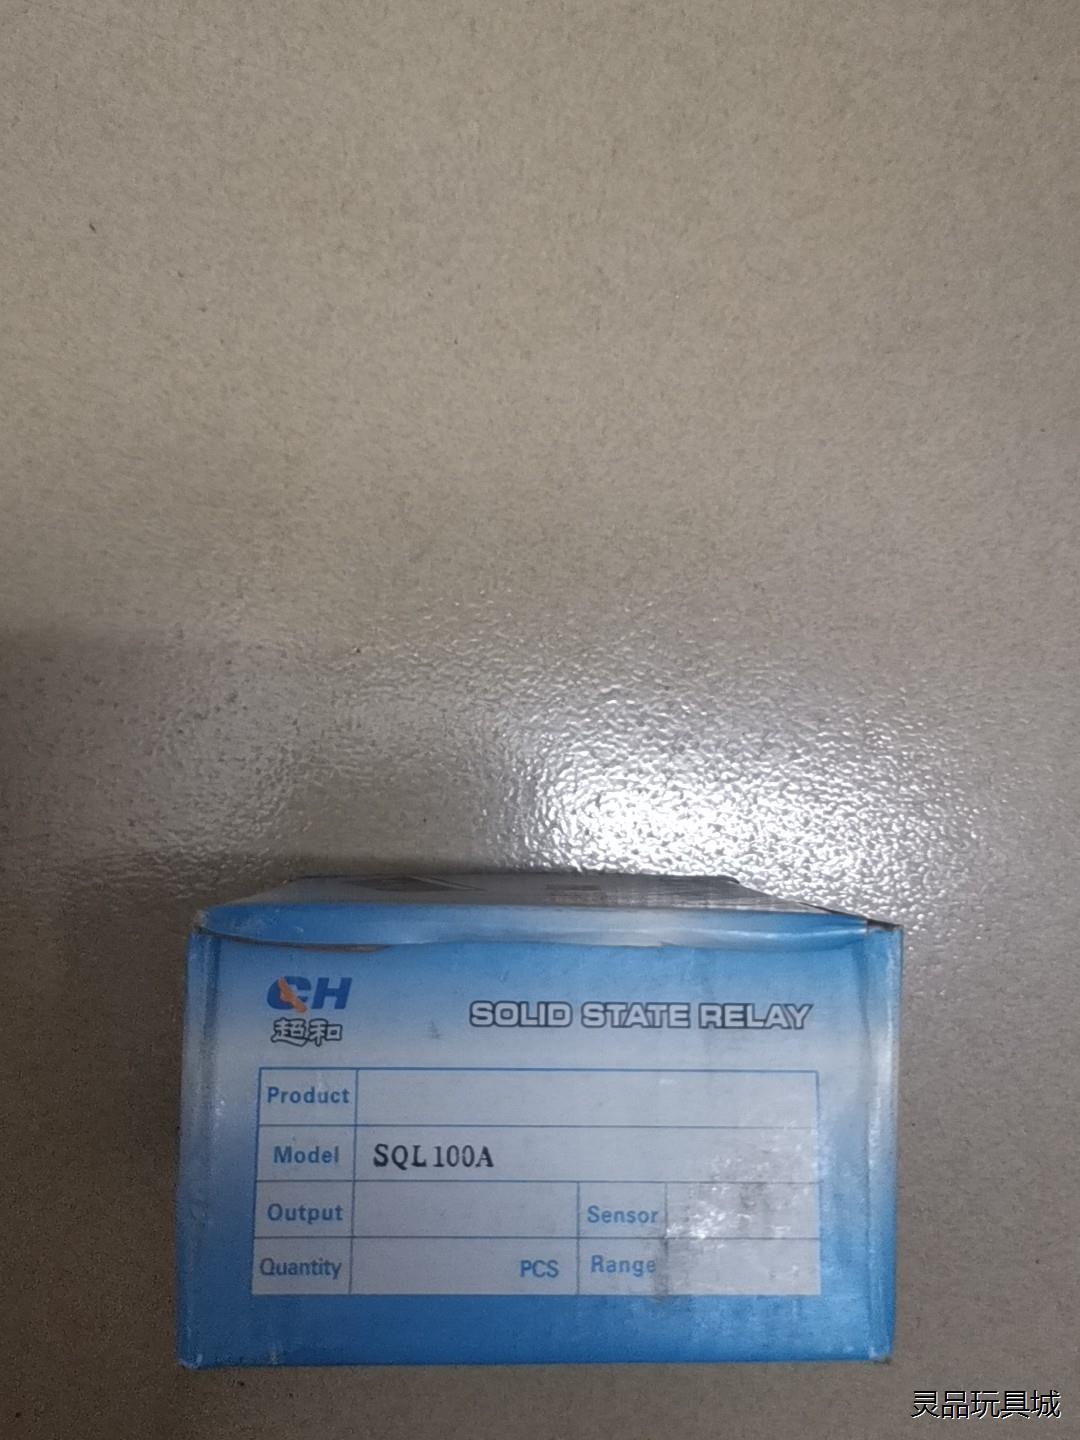 CH
超和
SOLID STATE RELAY
Product
Model SQL100A
Output Sensor
Quantity PCS Range
灵品玩具城